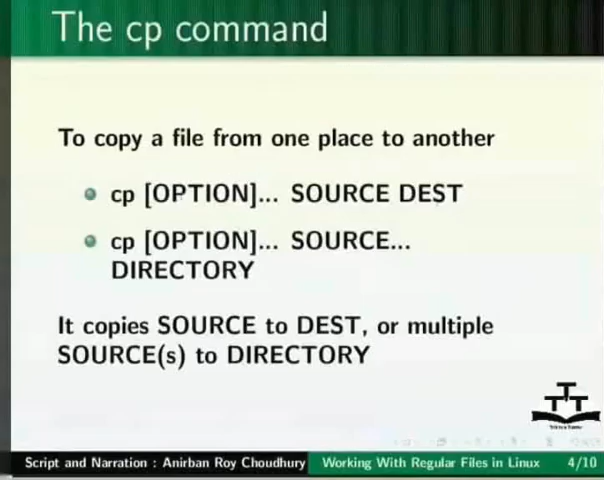 The cp command
To copy a file from one place to another
cp [OPTION]... SOURCE DEST
cp [OPTION]... SOURCE...
DIRECTORY
It copies SOURCE to DEST, or multiple
SOURCE(s) to DIRECTORY
TTT
Script and Narration : Anirban Roy Choudhury Working With Regular Files in Linux 4/10